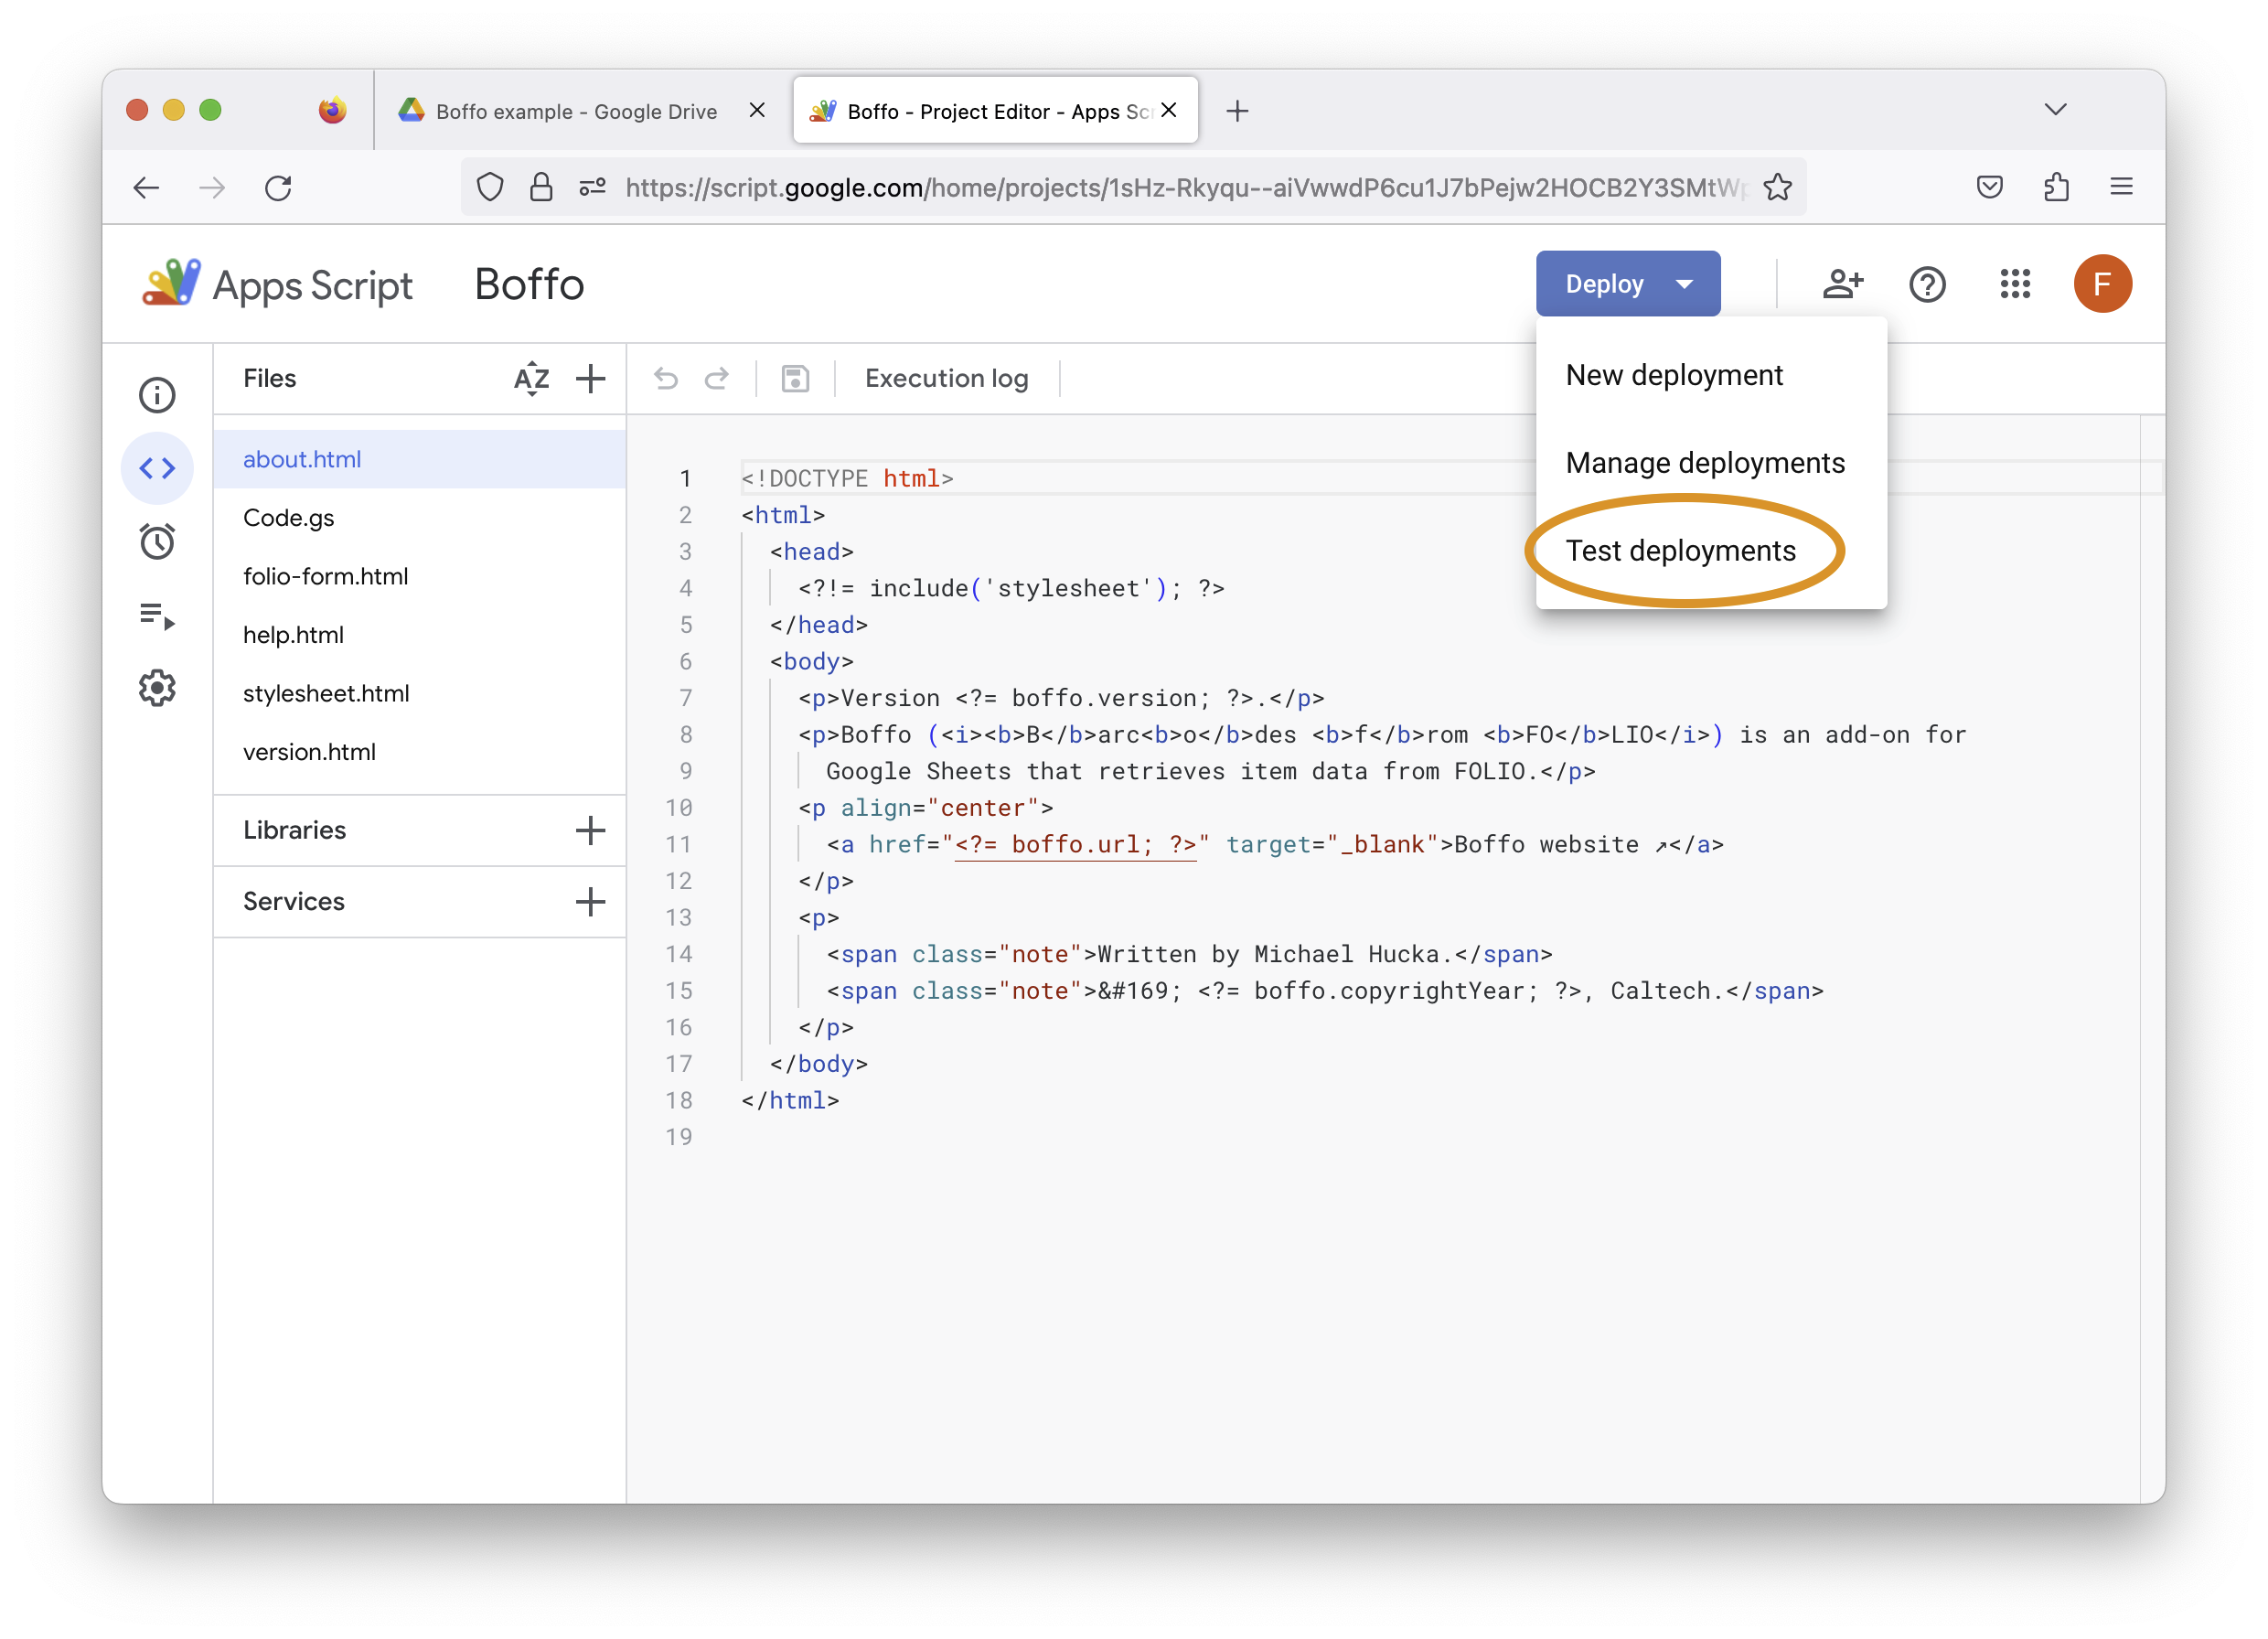 Boffo example - Google Drive
Boffo - Project Editor - Apps Scr
https://script.google.com/home/projects/1sHz-Rkyqu--aiVwwdP6cu1J7bPejw2HOCB2Y3SMtWp
Apps Script
Boffo
Deploy
F
New deployment
Manage deployments
Test deployments
Files
AZ
Execution log
about.html
Code.gs
folio-form.html
help.html
stylesheet.html
version.html
Libraries
Services
1 <!DOCTYPE html>
2 <html>
3 <head>
4 <?!= include('stylesheet'); ?>
5 </head>
6 <body>
7 <p>Version <?= boffo.version; ?>.</p>
8 <p>Boffo (<i><b>B</b>arc<b>o</b>des <b>f</b>rom <b>FO</b>LIO</i>) is an add-on for
9 Google Sheets that retrieves item data from FOLIO.</p>
10 <p align="center">
11 <a href="<?= boffo.url; ?>" target="_blank">Boffo website ↗</a>
12 </p>
13 <p>
14 <span class="note">Written by Michael Hucka.</span>
15 <span class="note">&#169; <?= boffo.copyrightYear; ?>, Caltech.</span>
16 </p>
17 </body>
18 </html>
19